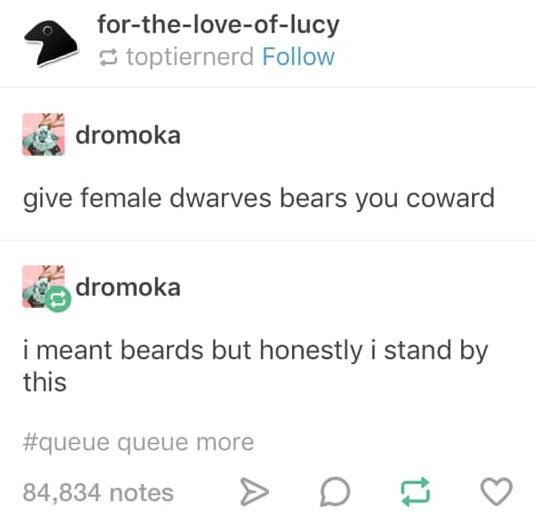 for-the-love-of-lucy
toptiernerd Follow
dromoka
give female dwarves bears you coward
dromoka
i meant beards but honestly i stand by
this
#queue queue more
84,834 notes